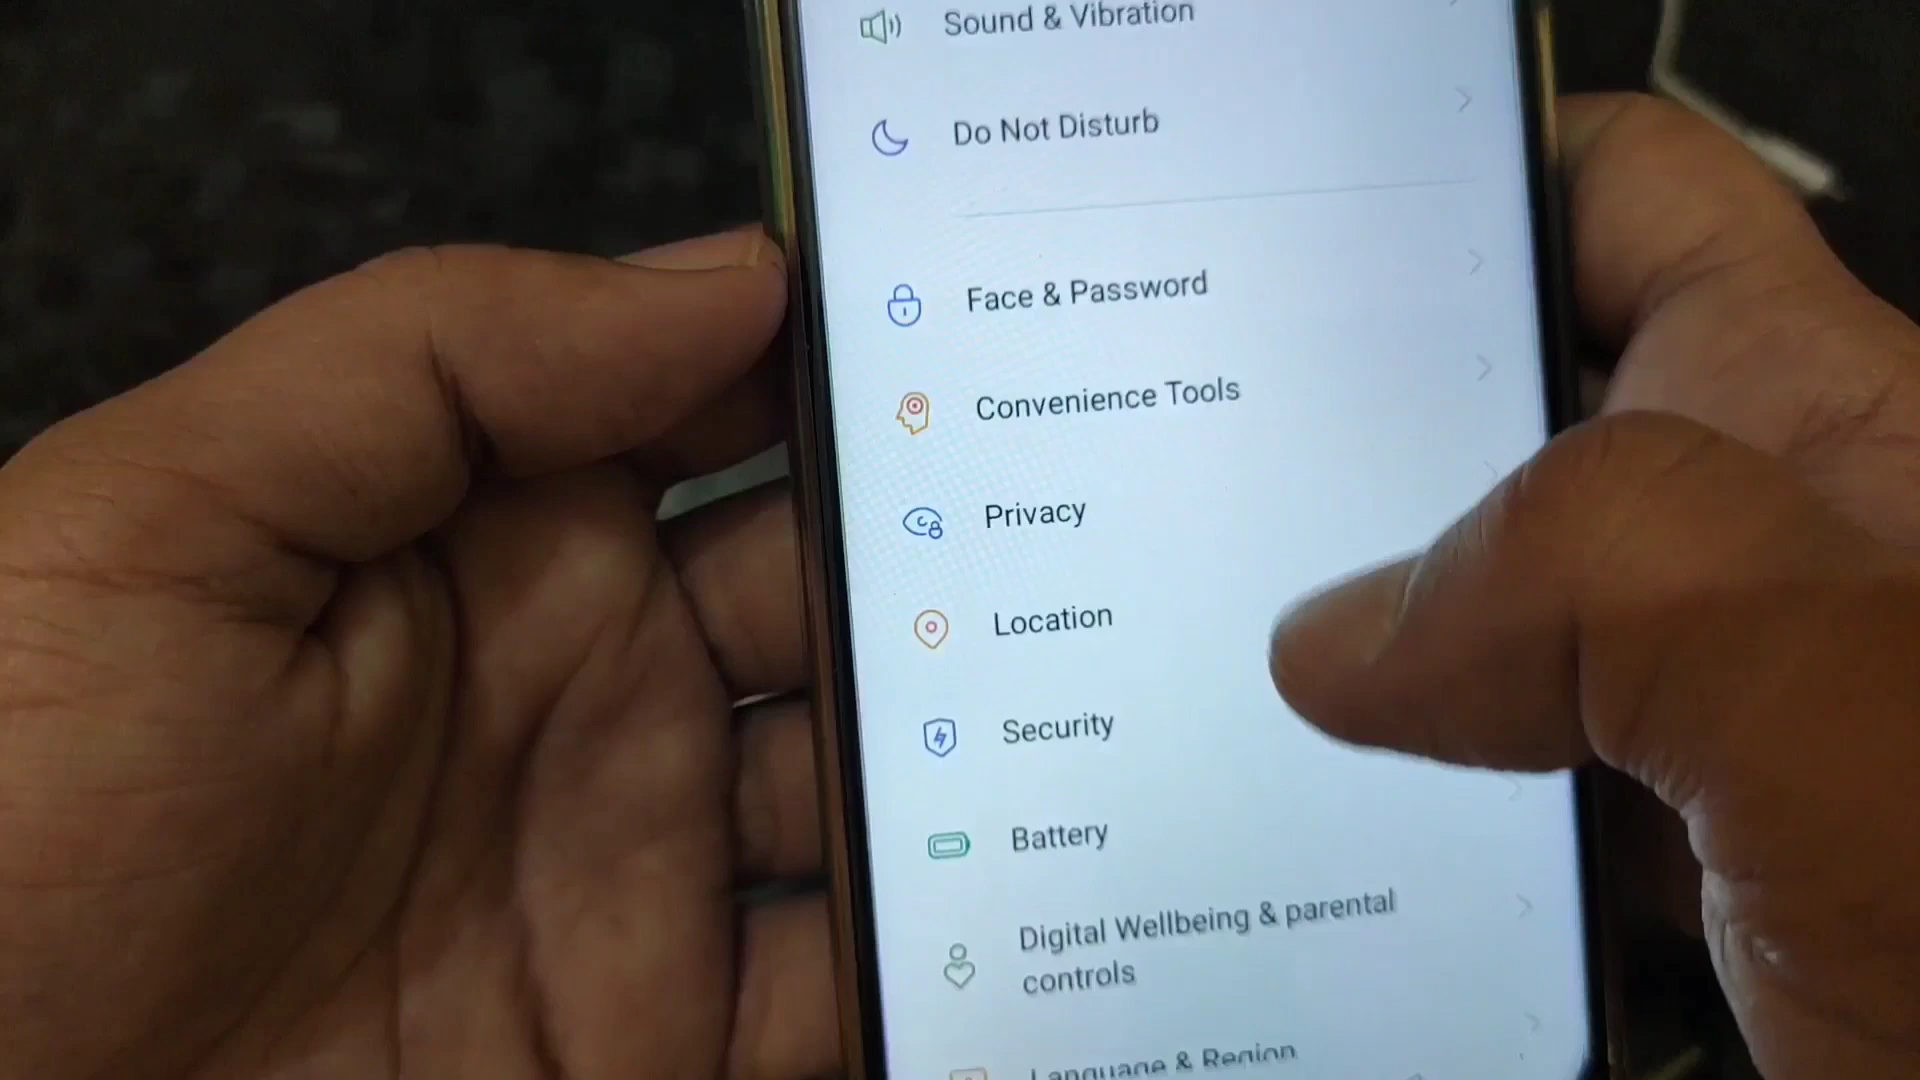 Sound & Vibration
Do Not Disturb
Face & Password
Convenience Tools
Privacy
Location
Security
Battery
Digital Wellbeing & parental
controls
Language & Region